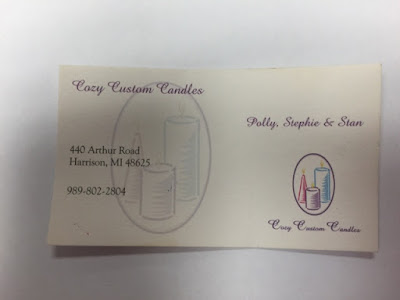 Cozy Custom Candles
Polly, Stephie & Stan
440 Arthur Road
Harrison, MI 48625
989-802-2804
Cozy Custom Candles